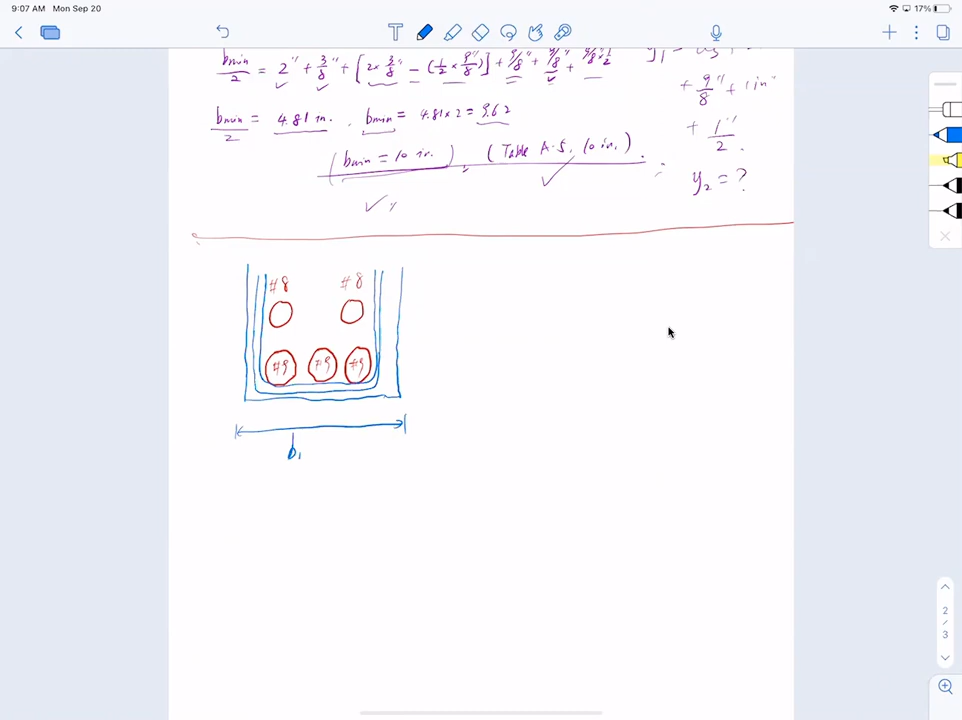 9:07 AM Mon Sep 20
17%
bmin/2 = 2" + 3/8" + [2 x 3/8" - (1/2 x 9/8")] + 9/8" + 9/8" + 9/8" x 1/2
+ 9/8" + 1 in"
bmin/2 = 4.81 in. , bmin = 4.81 x 2 = 9.62
+ 1/2".
(bmin = 10 in.) , (Table A-5, 10 in.) .
y2 = ?
#8 #8
#9 #9 #9
b1
2
/
3